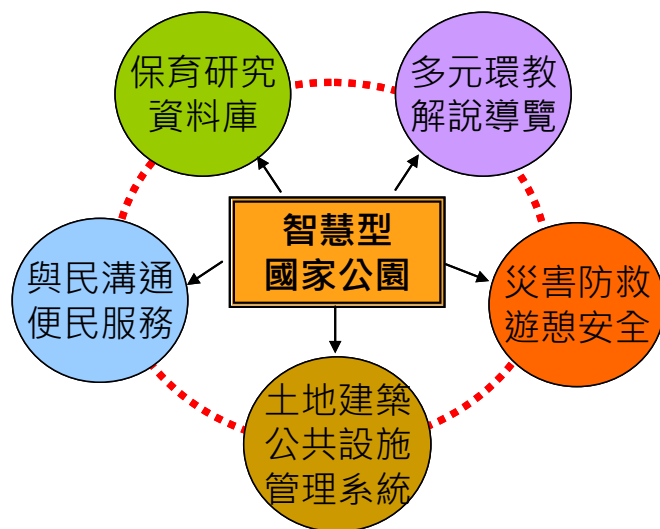 保育研究
資料庫
多元環教
解說導覽
智慧型
國家公園
與民溝通
便民服務
災害防救
遊憩安全
土地建築
公共設施
管理系統